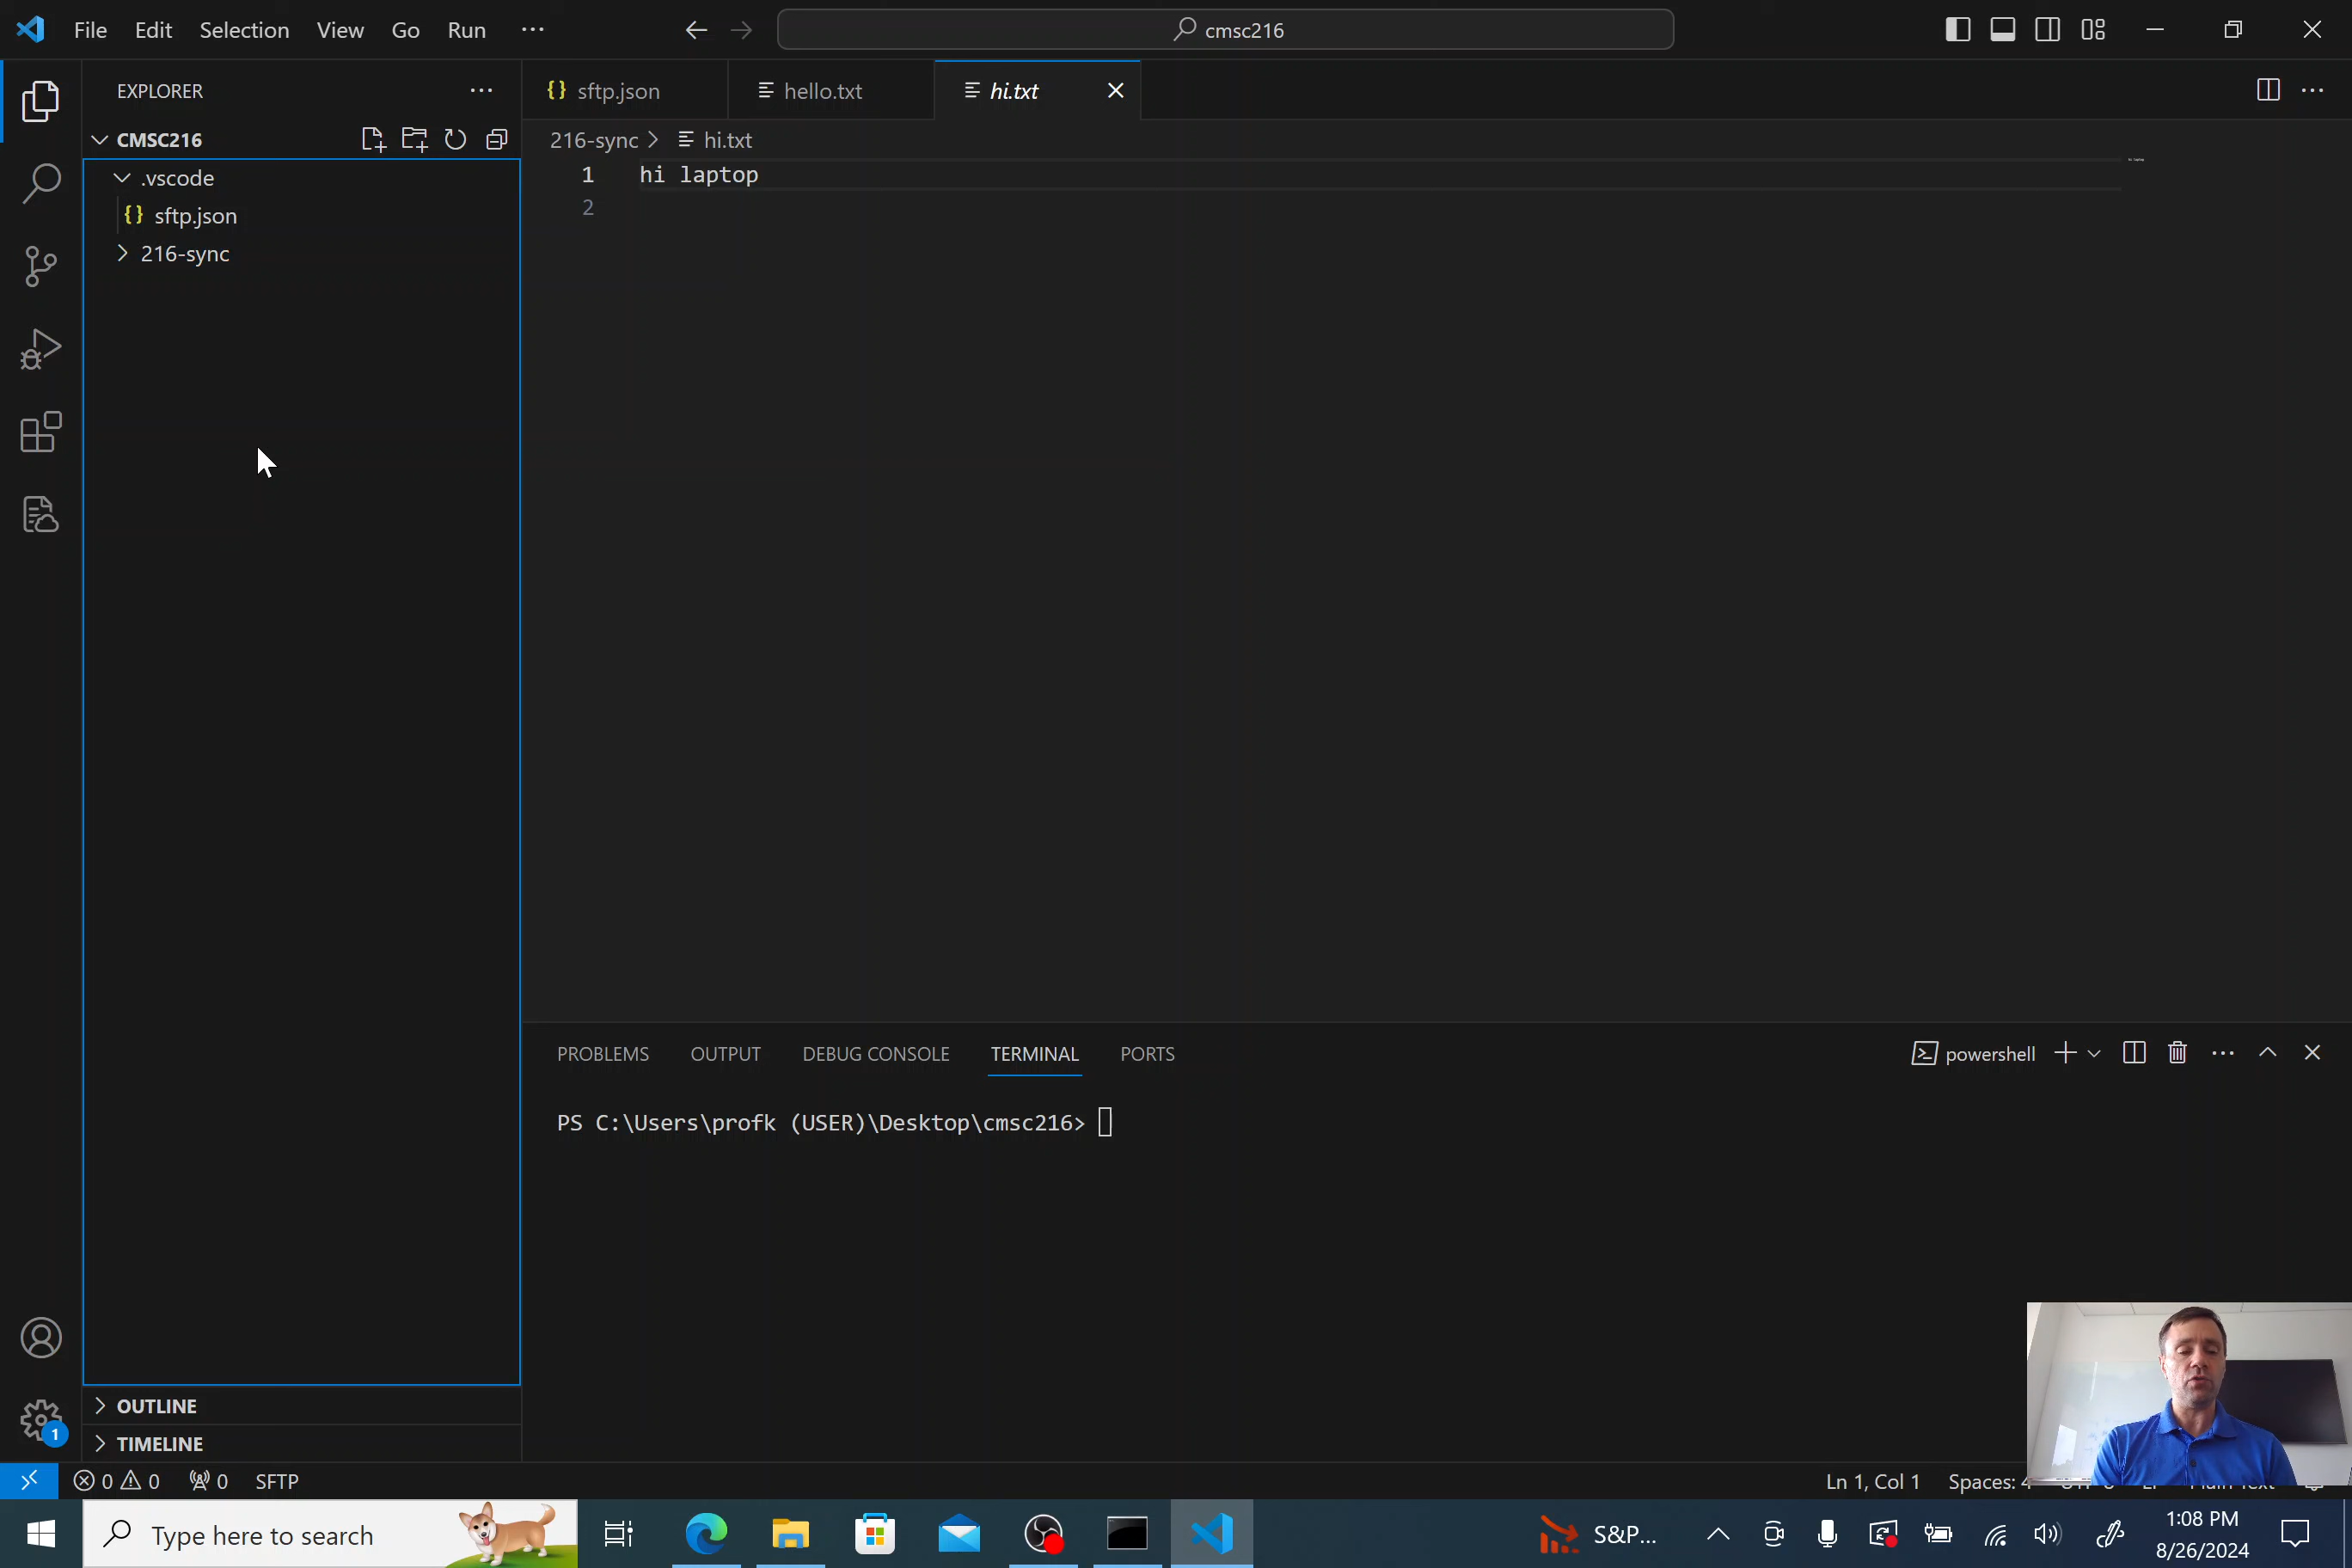 File Edit Selection View Go Run ···
cmsc216
EXPLORER
CMSC216
.vscode
{} sftp.json
216-sync
{} sftp.json
hello.txt
hi.txt
216-sync > hi.txt
1 hi laptop
2
PROBLEMS OUTPUT DEBUG CONSOLE TERMINAL PORTS
powershell
PS C:\Users\profk (USER)\Desktop\cmsc216>
OUTLINE
TIMELINE
1
0 0 0 SFTP
Ln 1, Col 1 Spaces:
Type here to search
S&P...
1:08 PM
8/26/2024